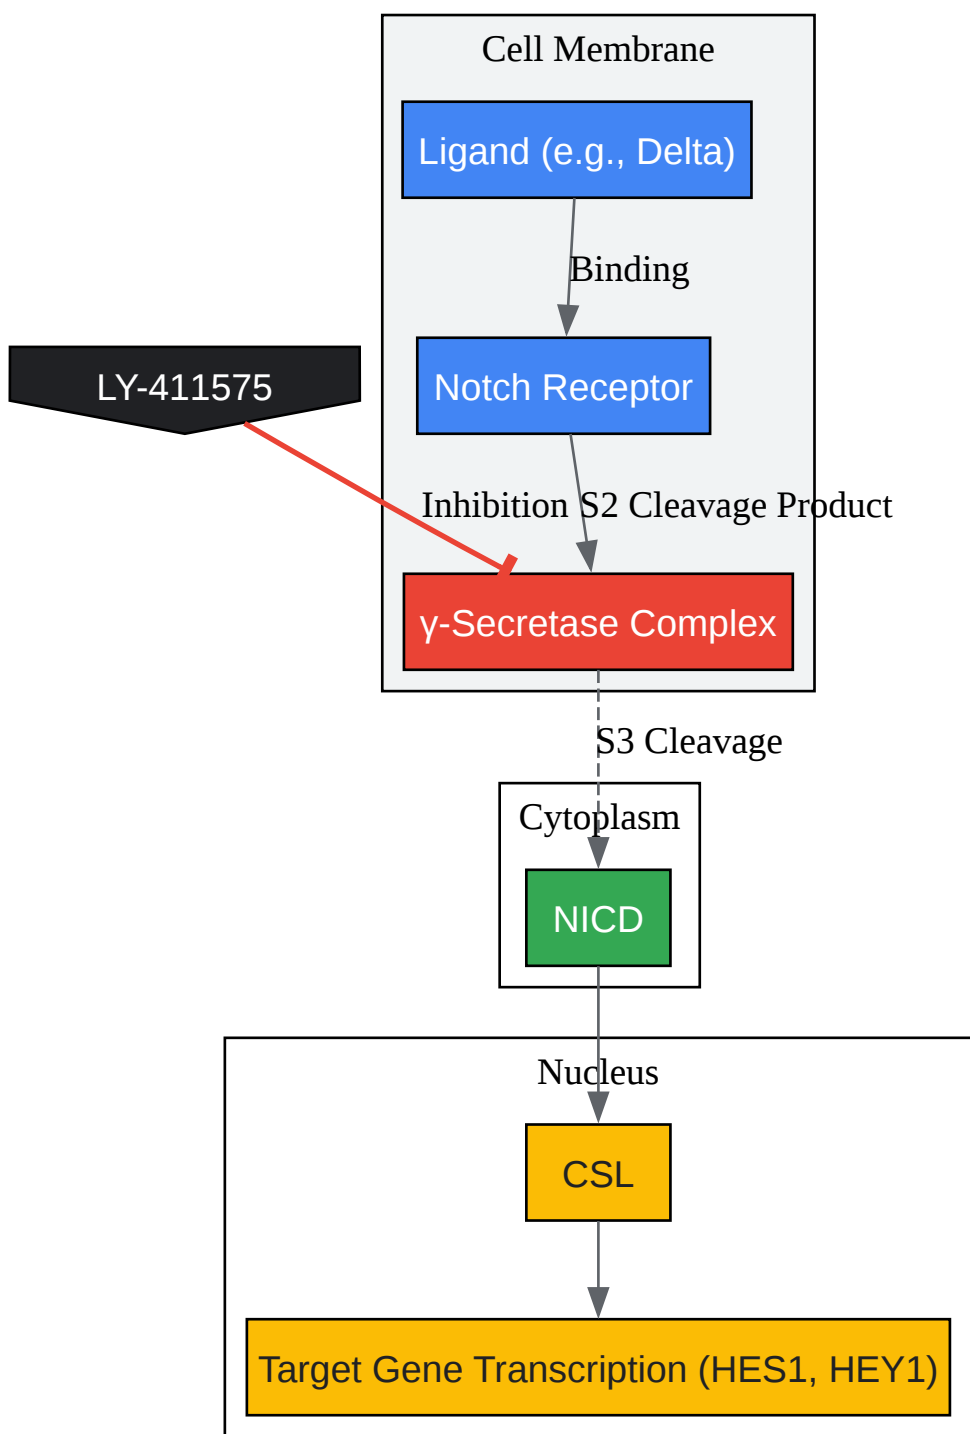 Cell Membrane
Ligand (e.g., Delta)
Binding
LY-411575
Notch Receptor
Inhibition
S2 Cleavage Product
γ-Secretase Complex
S3 Cleavage
Cytoplasm
NICD
Nucleus
CSL
Target Gene Transcription (HES1, HEY1)